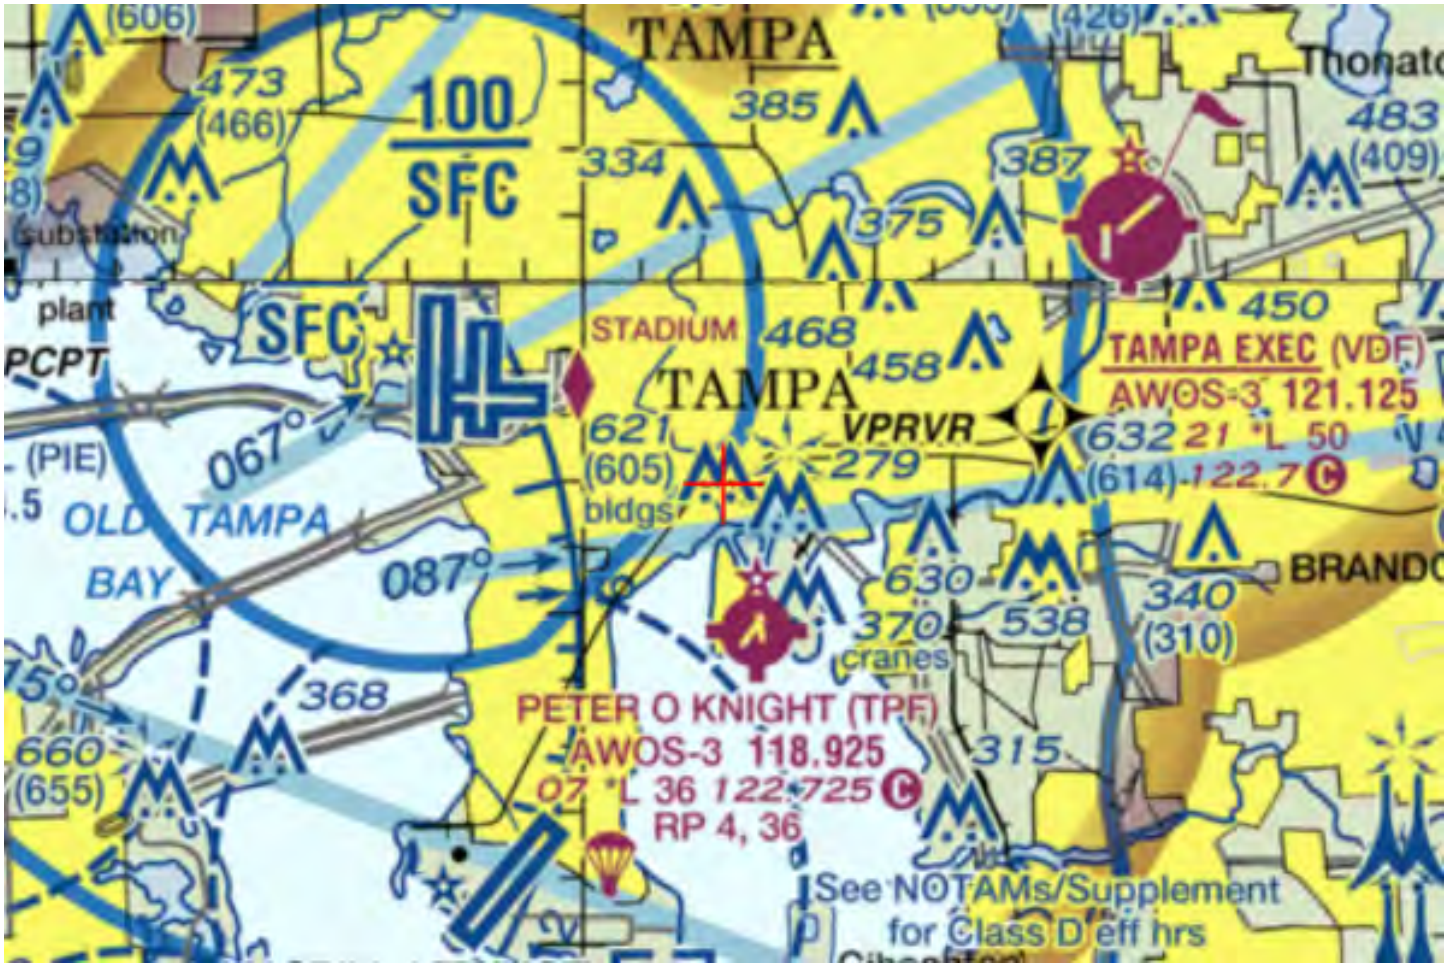 (606)
TAMPA
(426)
Thonato
473
(466)
100
SFC
385
334
387
483
(409)
375
substation
plant
SFC
STADIUM
468
450
PCPT
TAMPA
458
TAMPA EXEC (VDF)
AWOS-3 121.125
067°
621
(605)
bldgs
VPRVR
279
632
(614)
21 *L 50
122.7 C
(PIE)
.5
OLD TAMPA
BAY
087°
630
BRANDO
370
cranes
538
340
(310)
15°
368
PETER O KNIGHT (TPF)
AWOS-3 118.925
07 *L 36 122.725 C
RP 4, 36
315
660
(655)
See NOTAMs/Supplement
for Class D eff hrs